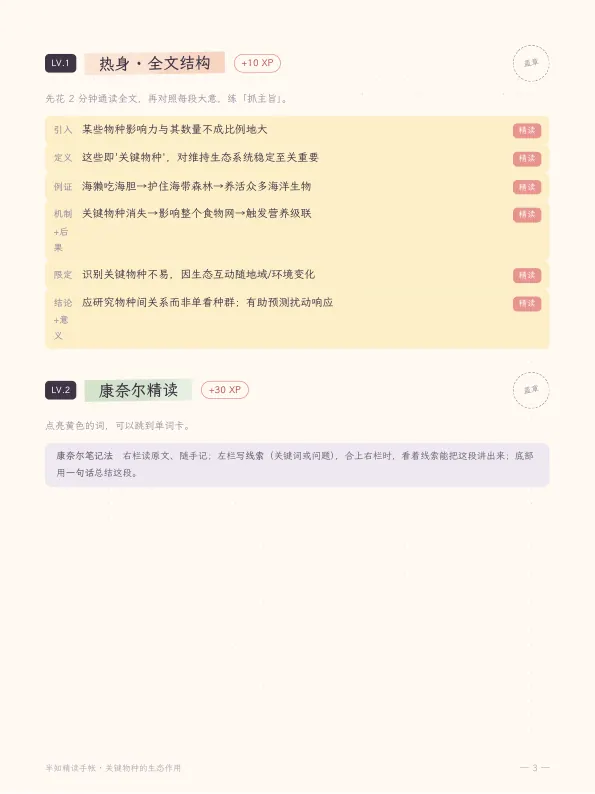 LV.1 热身·全文结构 +10 XP 盖章
先花 2 分钟通读全文，再对照每段大意，练「抓主旨」。
引入 某些物种影响力与其数量不成比例地大 精读
定义 这些即'关键物种'，对维持生态系统稳定至关重要 精读
例证 海獭吃海胆→护住海带森林→养活众多海洋生物 精读
机制 关键物种消失→影响整个食物网→触发营养级联 精读
+后
果
限定 识别关键物种不易，因生态互动随地域/环境变化 精读
结论 应研究物种间关系而非单看种群；有助预测扰动响应 精读
+意
义
LV.2 康奈尔精读 +30 XP 盖章
点亮黄色的词，可以跳到单词卡。
康奈尔笔记法 右栏读原文、随手记；左栏写线索（关键词或问题），合上右栏时，看着线索能把这段讲出来；底部
用一句话总结这段。
半如精读手帐·关键物种的生态作用 — 3 —